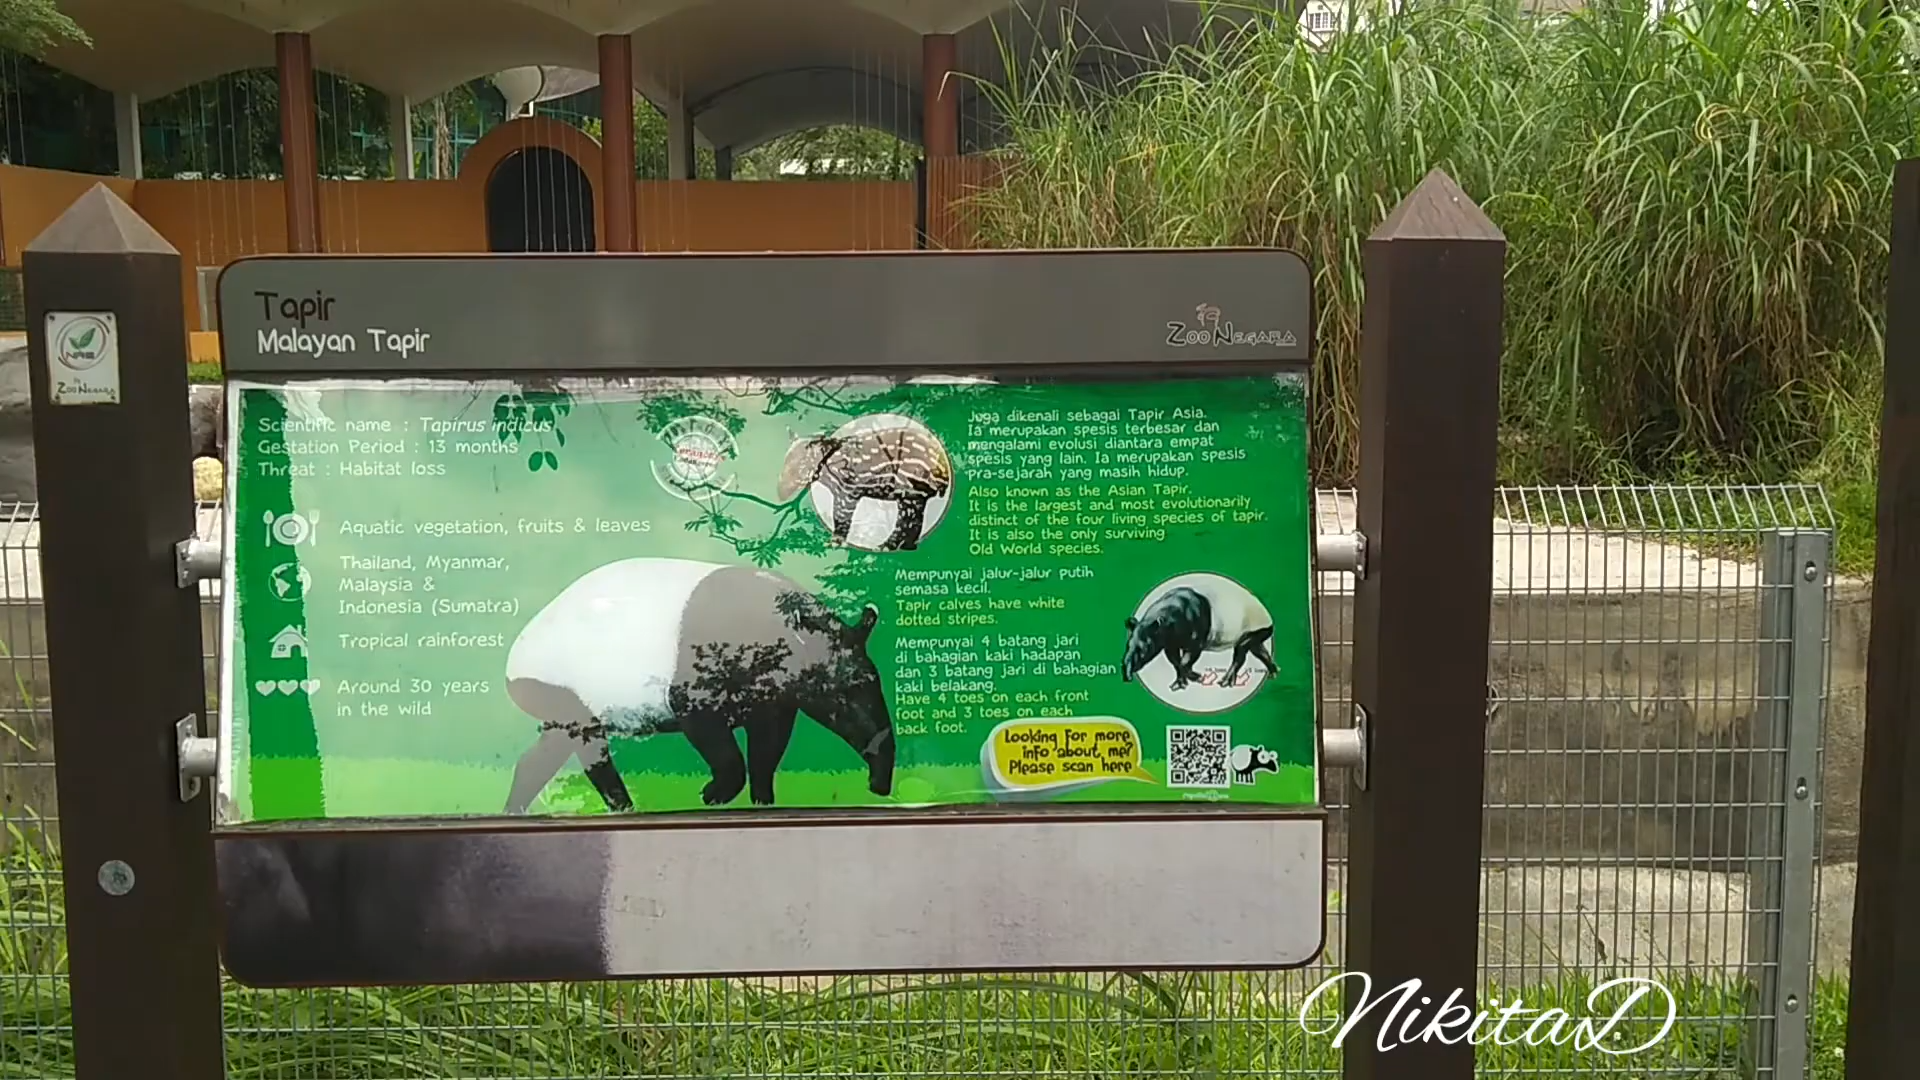 Tapir
Malayan Tapir
ZOO NEGARA
NRE
ZOO NEGARA
Scientific name : Tapirus indicus
Gestation Period : 13 months
Threat : Habitat loss
Aquatic vegetation, fruits & leaves
Thailand, Myanmar,
Malaysia &
Indonesia (Sumatra)
Tropical rainforest
Around 30 years
in the wild
Juga dikenali sebagai Tapir Asia.
Ia merupakan spesis terbesar dan
mengalami evolusi diantara empat
spesis yang lain. Ia merupakan spesis
pra-sejarah yang masih hidup.
Also known as the Asian Tapir.
It is the largest and most evolutionarily
distinct of the four living species of tapir.
It is also the only surviving
Old World species.
Mempunyai jalur-jalur putih
semasa kecil.
Tapir calves have white
dotted stripes.
Mempunyai 4 batang jari
di bahagian kaki hadapan
dan 3 batang jari di bahagian
kaki belakang.
Have 4 toes on each front
foot and 3 toes on each
back foot.
Looking for more
info about me?
Please scan here
NikitaD.